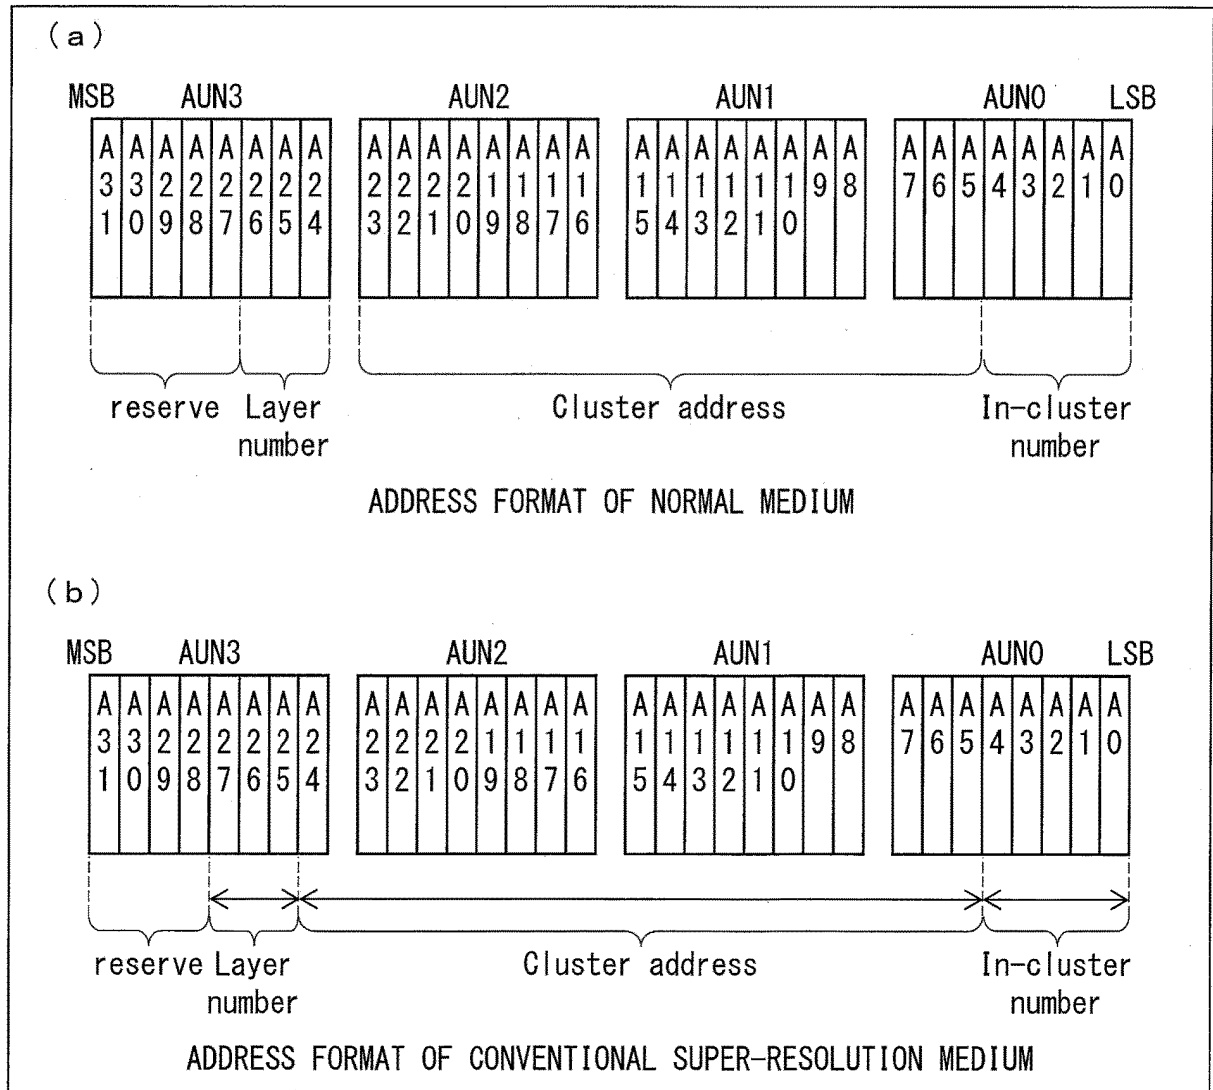 (a)
MSB AUN3 AUN2 AUN1 AUN0 LSB
A31 A30 A29 A28 A27 A26 A25 A24 A23 A22 A21 A20 A19 A18 A17 A16 A15 A14 A13 A12 A11 A10 A9 A8 A7 A6 A5 A4 A3 A2 A1 A0
reserve Layer number Cluster address In-cluster number
ADDRESS FORMAT OF NORMAL MEDIUM
(b)
MSB AUN3 AUN2 AUN1 AUN0 LSB
A31 A30 A29 A28 A27 A26 A25 A24 A23 A22 A21 A20 A19 A18 A17 A16 A15 A14 A13 A12 A11 A10 A9 A8 A7 A6 A5 A4 A3 A2 A1 A0
reserve Layer number Cluster address In-cluster number
ADDRESS FORMAT OF CONVENTIONAL SUPER-RESOLUTION MEDIUM